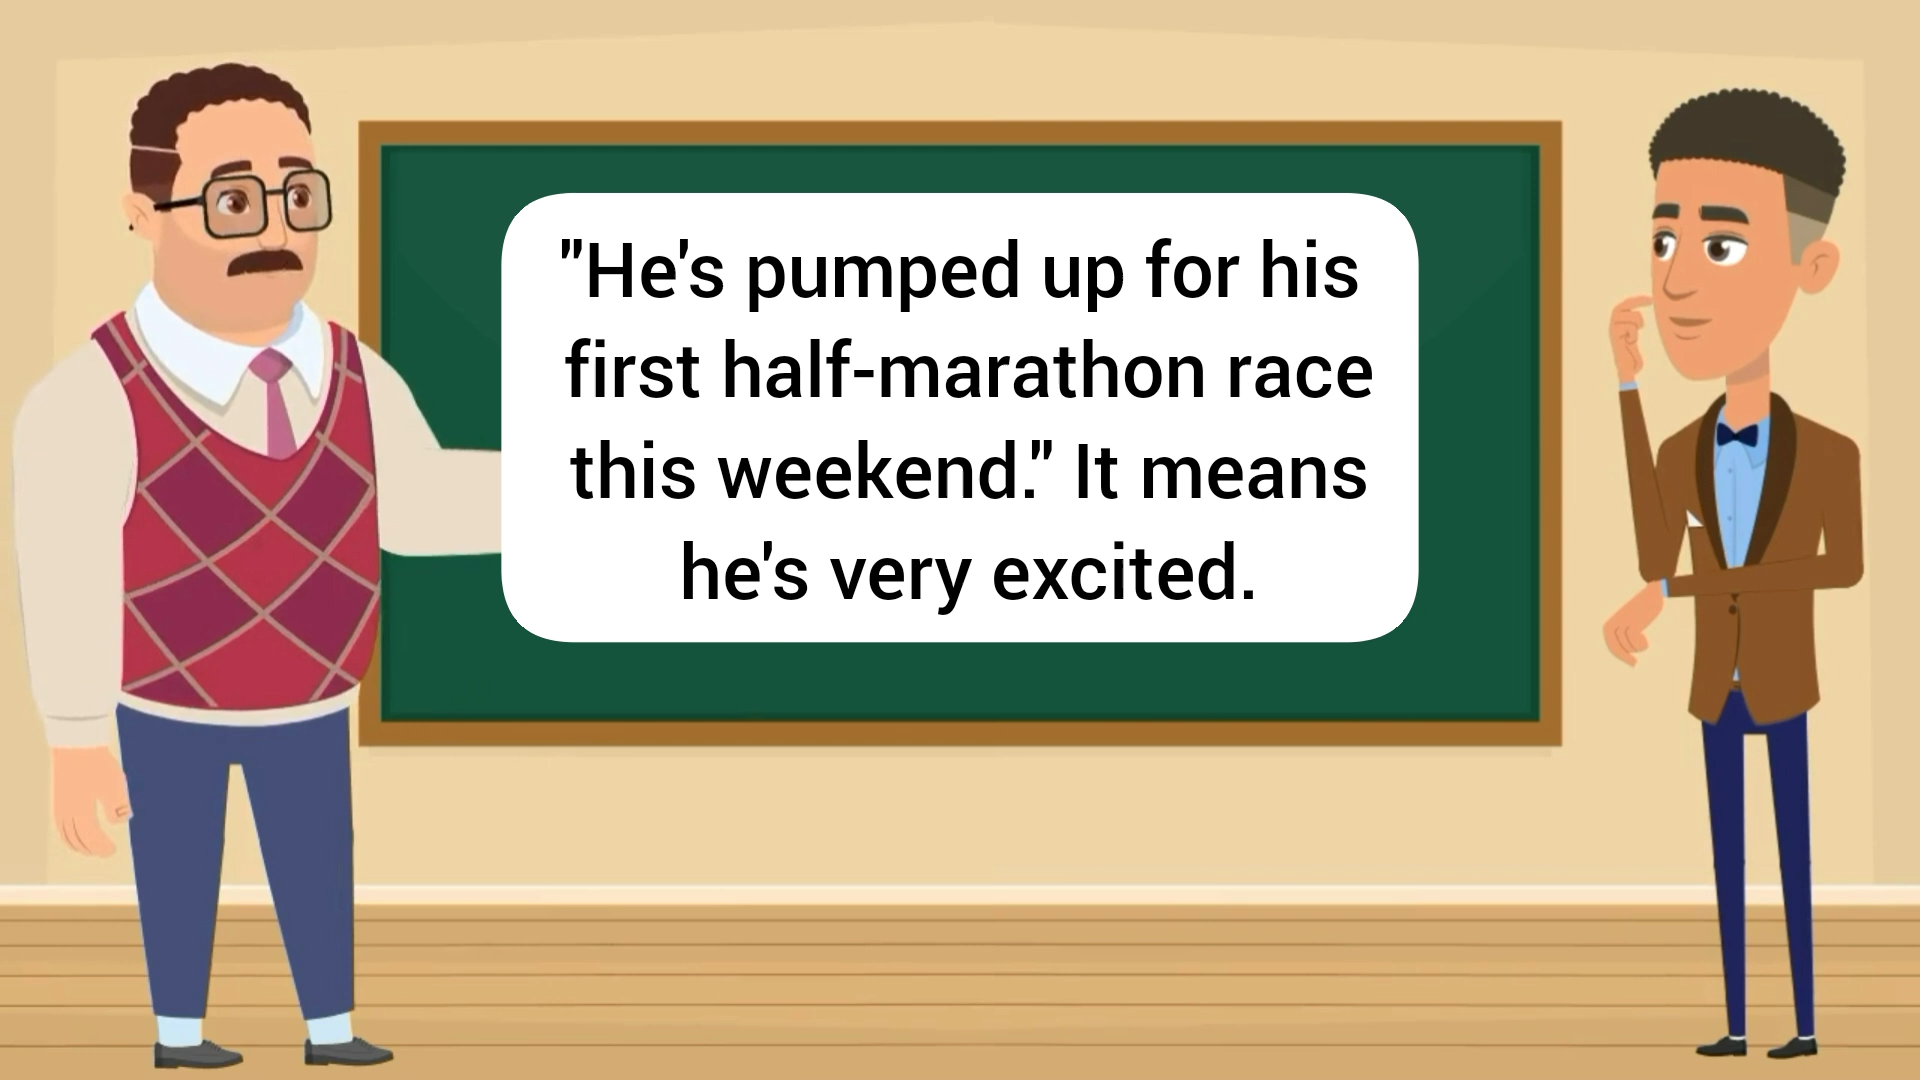 "He's pumped up for his
first half-marathon race
this weekend." It means
he's very excited.